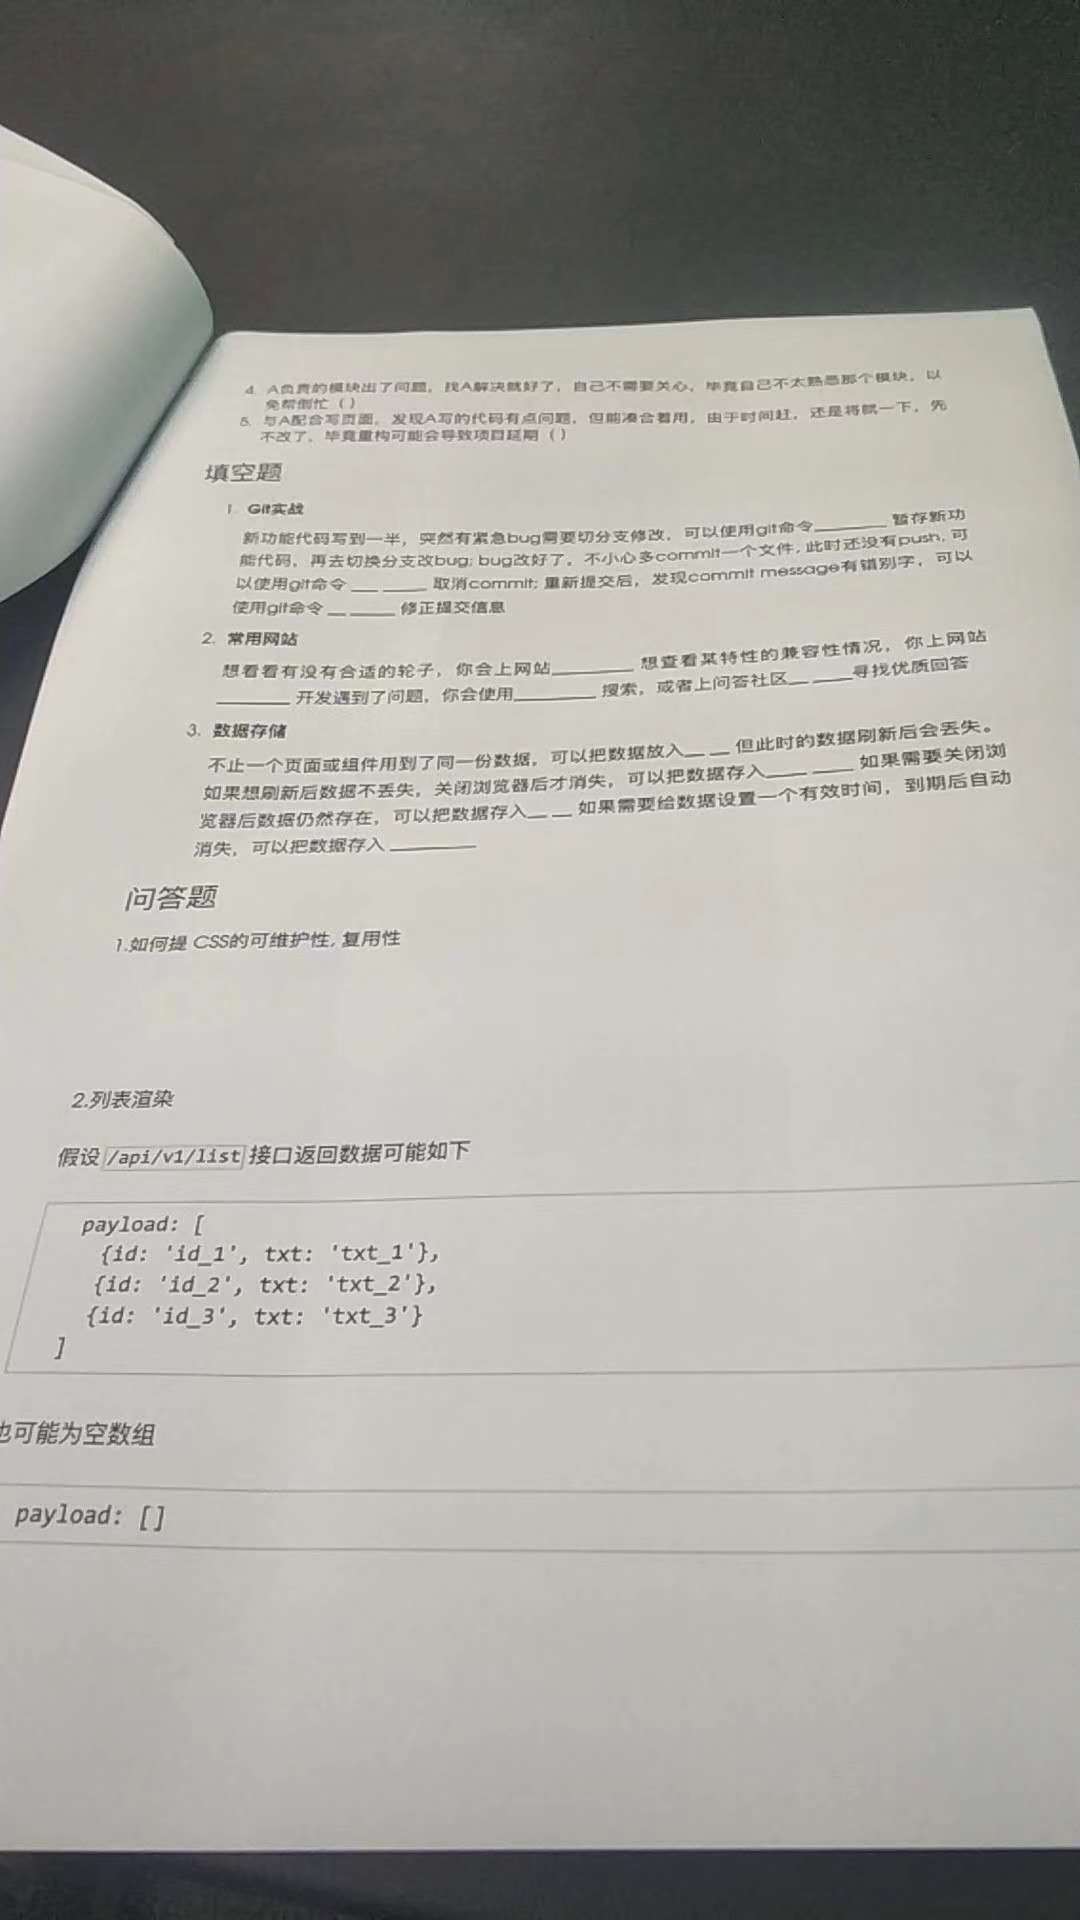 4. A负责的模块出了问题，找A解决就好了，自己不需要关心，毕竟自己不太熟悉那个模块，以
免帮倒忙（ ）
5. 与A配合写页面，发现A写的代码有点问题，但能凑合着用，由于时间赶，还是将就一下，先
不改了，毕竟重构可能会导致项目延期（ ）
填空题
1. Git实战
新功能代码写到一半，突然有紧急bug需要切分支修改，可以使用git命令________ 暂存新功
能代码，再去切换分支改bug; bug改好了，不小心多commit一个文件, 此时还没有push, 可
以使用git命令 ___ _____ 取消commit; 重新提交后，发现commit message有错别字，可以
使用git命令 __ _____ 修正提交信息
2. 常用网站
想看看有没有合适的轮子，你会上网站________ 想查看某特性的兼容性情况，你上网站
________ 开发遇到了问题，你会使用________ 搜索，或者上问答社区__ ____寻找优质回答
3. 数据存储
不止一个页面或组件用到了同一份数据，可以把数据放入__ __ 但此时的数据刷新后会丢失。
如果想刷新后数据不丢失，关闭浏览器后才消失，可以把数据存入____ ____ 如果需要关闭浏
览器后数据仍然存在，可以把数据存入__ __ 如果需要给数据设置一个有效时间，到期后自动
消失，可以把数据存入 ________
问答题
1.如何提 CSS的可维护性, 复用性
2.列表渲染
假设 /api/v1/list 接口返回数据可能如下
payload: [
{id: 'id_1', txt: 'txt_1'},
{id: 'id_2', txt: 'txt_2'},
{id: 'id_3', txt: 'txt_3'}
]
也可能为空数组
payload: []